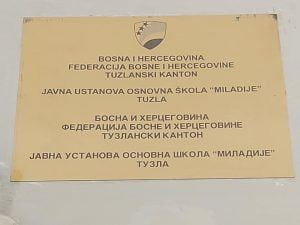 BOSNA I HERCEGOVINA
FEDERACIJA BOSNE I HERCEGOVINE
TUZLANSKI KANTON
JAVNA USTANOVA OSNOVNA ŠKOLA "MILADIJE"
TUZLA
БОСНА И ХЕРЦЕГОВИНА
ФЕДЕРАЦИЈА БОСНЕ И ХЕРЦЕГОВИНЕ
ТУЗЛАНСКИ КАНТОН
ЈАВНА УСТАНОВА ОСНОВНА ШКОЛА "МИЛАДИЈЕ"
ТУЗЛА